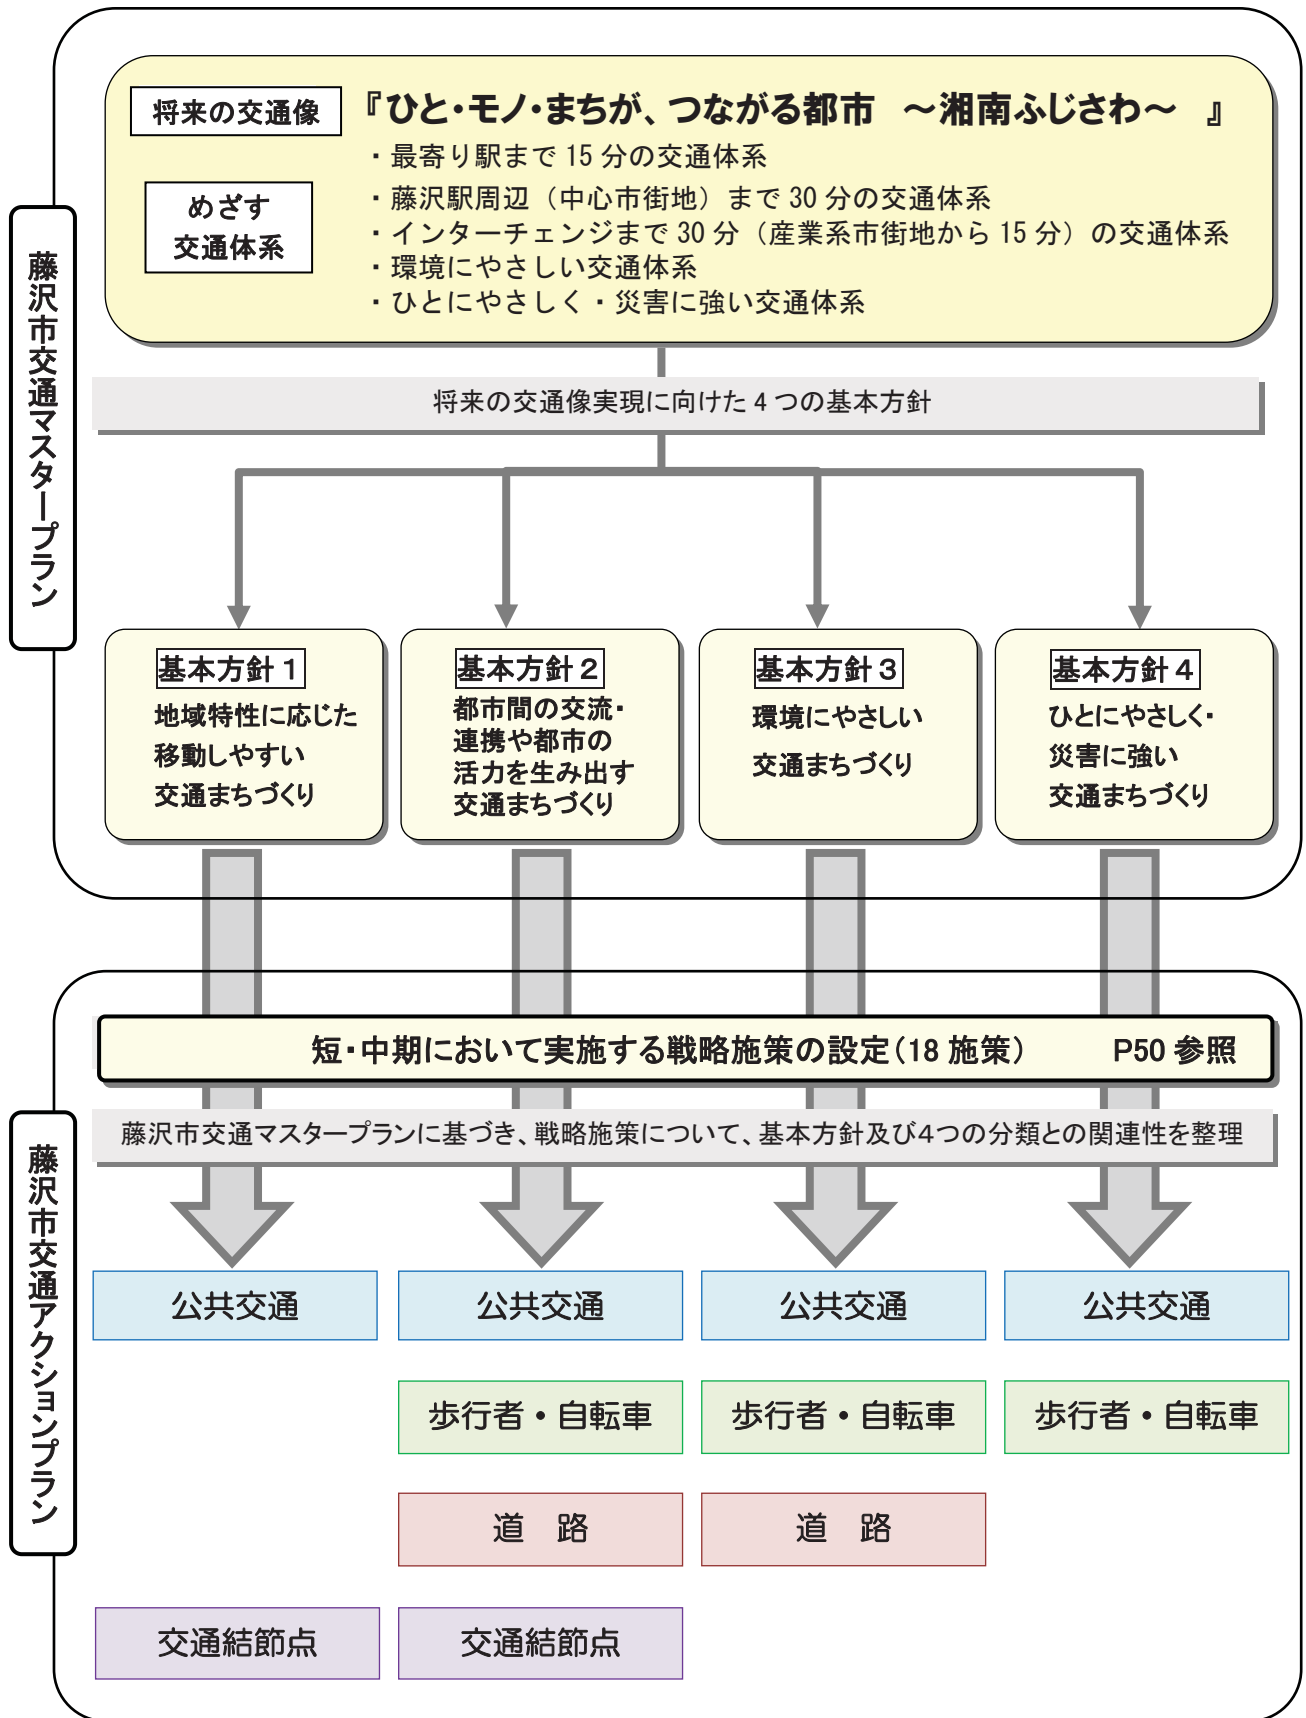 藤沢市交通マスタープラン
将来の交通像
『ひと・モノ・まちが、つながる都市　～湘南ふじさわ～　』
めざす
交通体系
・最寄り駅まで 15 分の交通体系
・藤沢駅周辺（中心市街地）まで 30 分の交通体系
・インターチェンジまで 30 分（産業系市街地から 15 分）の交通体系
・環境にやさしい交通体系
・ひとにやさしく・災害に強い交通体系
将来の交通像実現に向けた 4 つの基本方針
基本方針１
地域特性に応じた
移動しやすい
交通まちづくり
基本方針２
都市間の交流・
連携や都市の
活力を生み出す
交通まちづくり
基本方針３
環境にやさしい
交通まちづくり
基本方針４
ひとにやさしく・
災害に強い
交通まちづくり
藤沢市交通アクションプラン
短・中期において実施する戦略施策の設定（18 施策）　　P50 参照
藤沢市交通マスタープランに基づき、戦略施策について、基本方針及び４つの分類との関連性を整理
公共交通
公共交通
公共交通
公共交通
歩行者・自転車
歩行者・自転車
歩行者・自転車
道　路
道　路
交通結節点
交通結節点